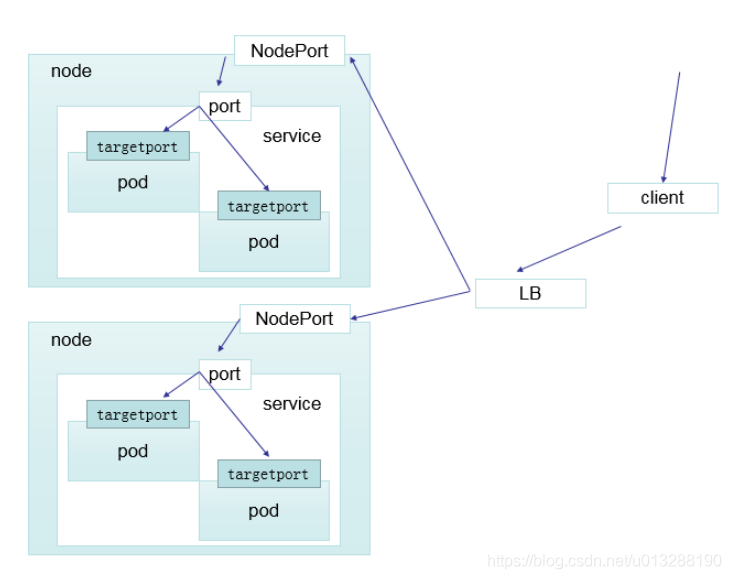 NodePort
node
port
service
targetport
pod
targetport
pod
client
LB
NodePort
node
port
service
targetport
pod
targetport
pod
https://blog.csdn.net/u013288190